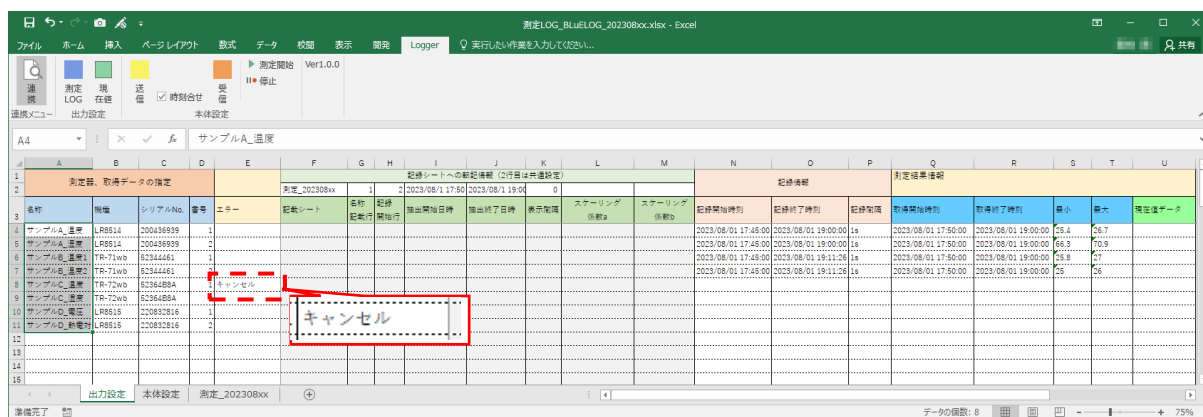 測定LOG_BLuELOG_202308xx.xlsx - Excel
ファイル ホーム 挿入 ページ レイアウト 数式 データ 校閲 表示 開発 Logger 実行したい作業を入力してください... 共有
連携 測定LOG 現在値 送信 時刻合せ 受信 測定開始 Ver1.0.0
停止
連携メニュー 出力設定 本体設定
A4 fx サンプルA_温度
A B C D E F G H I J K L M N O P Q R S T U
1 測定器、取得データの指定 記録シートへの転記情報 (2行目は共通設定) 記録情報 測定結果情報
2 測定_202308xx 1 2 2023/08/1 17:50 2023/08/1 19:00 0
3 名称 機種 シリアルNo. 番号 エラー 記載シート 名称記載行 記録開始行 抽出開始日時 抽出終了日時 表示間隔 スケーリング係数a スケーリング係数b 記録開始時刻 記録終了時刻 記録間隔 取得開始時刻 取得終了時刻 最小 最大 現在値データ
4 サンプルA_温度 LR8514 200436939 1 2023/08/01 17:45:00 2023/08/01 19:00:00 1s 2023/08/01 17:50:00 2023/08/01 19:00:00 25.4 26.7
5 サンプルA_湿度 LR8514 200436939 2 2023/08/01 17:45:00 2023/08/01 19:00:00 1s 2023/08/01 17:50:00 2023/08/01 19:00:00 66.3 70.9
6 サンプルB_温度1 TR-71wb 52344461 1 2023/08/01 17:45:00 2023/08/01 19:11:26 1s 2023/08/01 17:50:00 2023/08/01 19:00:00 25.8 27
7 サンプルB_温度2 TR-71wb 52344461 2023/08/01 17:45:00 2023/08/01 19:11:26 1s 2023/08/01 17:50:00 2023/08/01 19:00:00 25 26
8 サンプルC_温度 TR-72wb 52364B8A 1 キャンセル
9 サンプルC_湿度 TR-72wb 52364B8A
キャンセル
10 サンプルD_電圧 LR8515 220832816 1
11 サンプルD_熱電対 LR8515 220832816 2
12
13
14
15
出力設定 本体設定 測定_202308xx
準備完了 データの個数: 8 75%